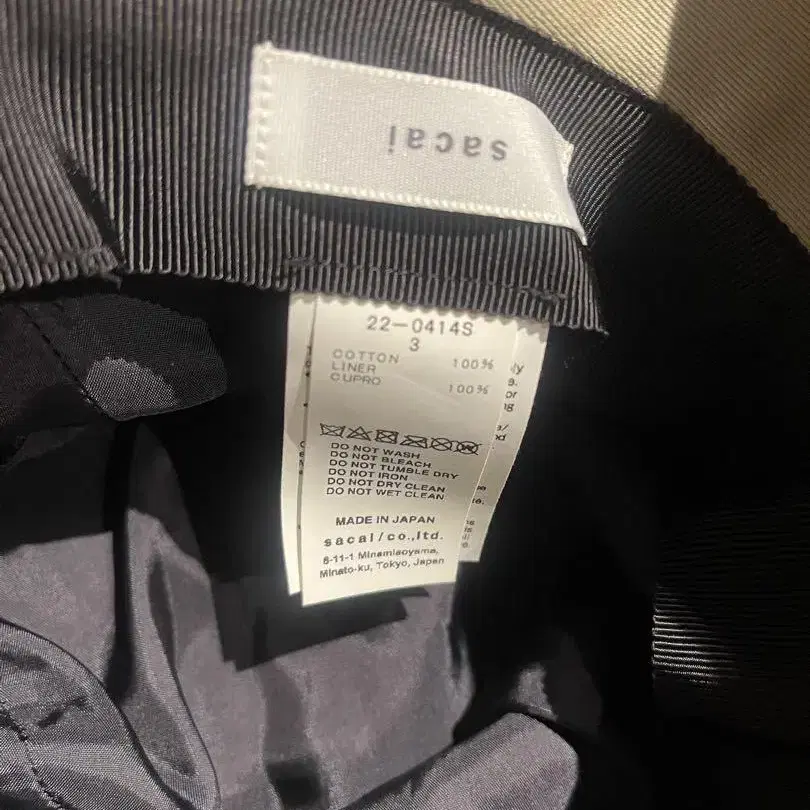 sacai
22-0414S
3
COTTON 100%
LINER
CUPRO 100%
DO NOT WASH
DO NOT BLEACH
DO NOT TUMBLE DRY
DO NOT IRON
DO NOT DRY CLEAN
DO NOT WET CLEAN
MADE IN JAPAN
sacai/co.,ltd.
6-11-1 Minamiaoyama,
Minato-ku, Tokyo, Japan